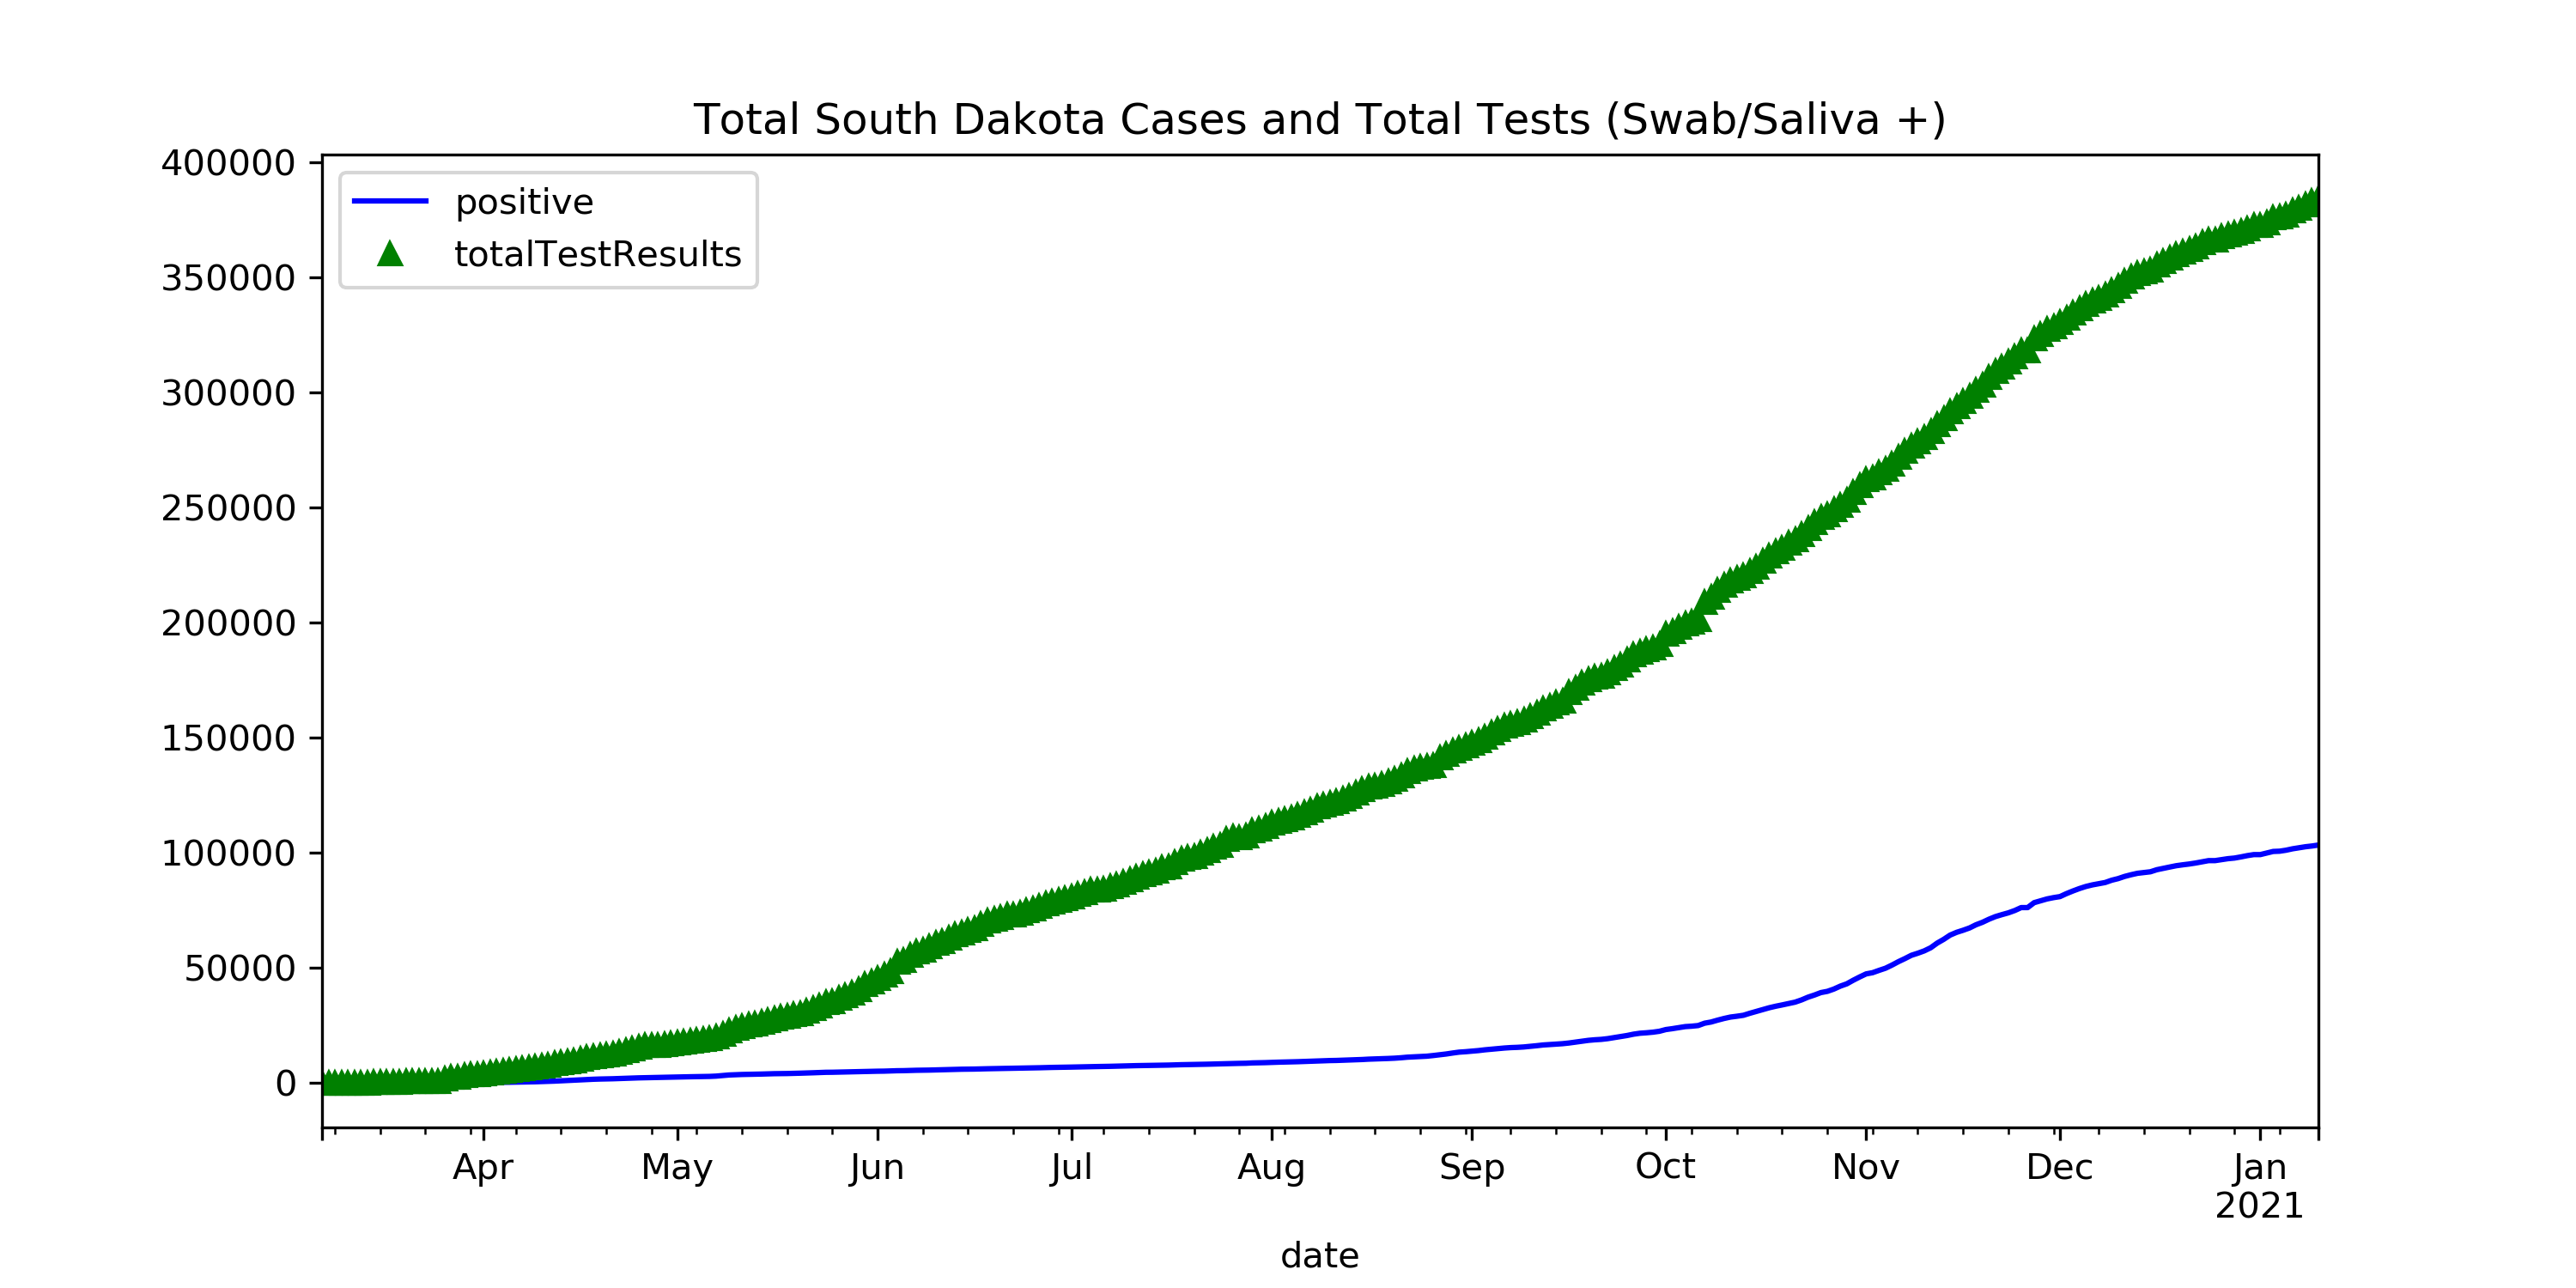 Total South Dakota Cases and Total Tests (Swab/Saliva +)
positive
totalTestResults
400000
350000
300000
250000
200000
150000
100000
50000
0
Apr May Jun Jul Aug Sep Oct Nov Dec Jan
2021
date